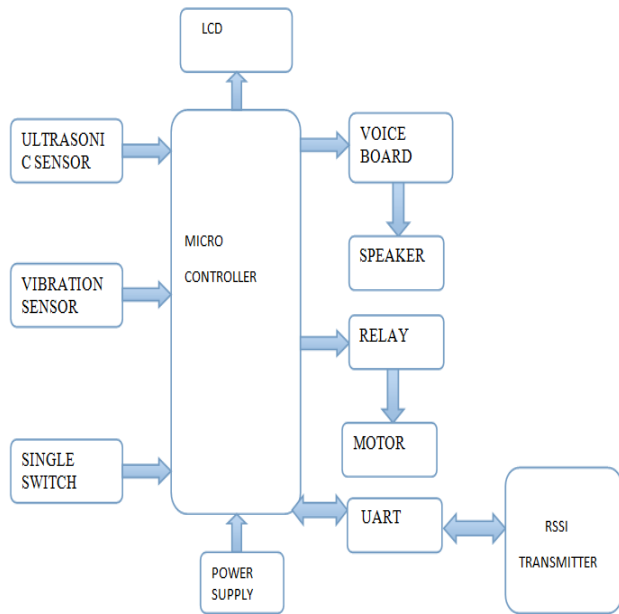 LCD
ULTRASONI
C SENSOR
VOICE
BOARD
MICRO
CONTROLLER
SPEAKER
VIBRATION
SENSOR
RELAY
MOTOR
SINGLE
SWITCH
UART
RSSI
TRANSMITTER
POWER
SUPPLY